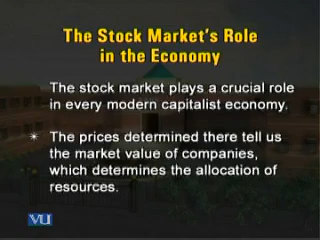 The Stock Market's Role
in the Economy
The stock market plays a crucial role
in every modern capitalist economy.
* The prices determined there tell us
the market value of companies,
which determines the allocation of
resources.
VU